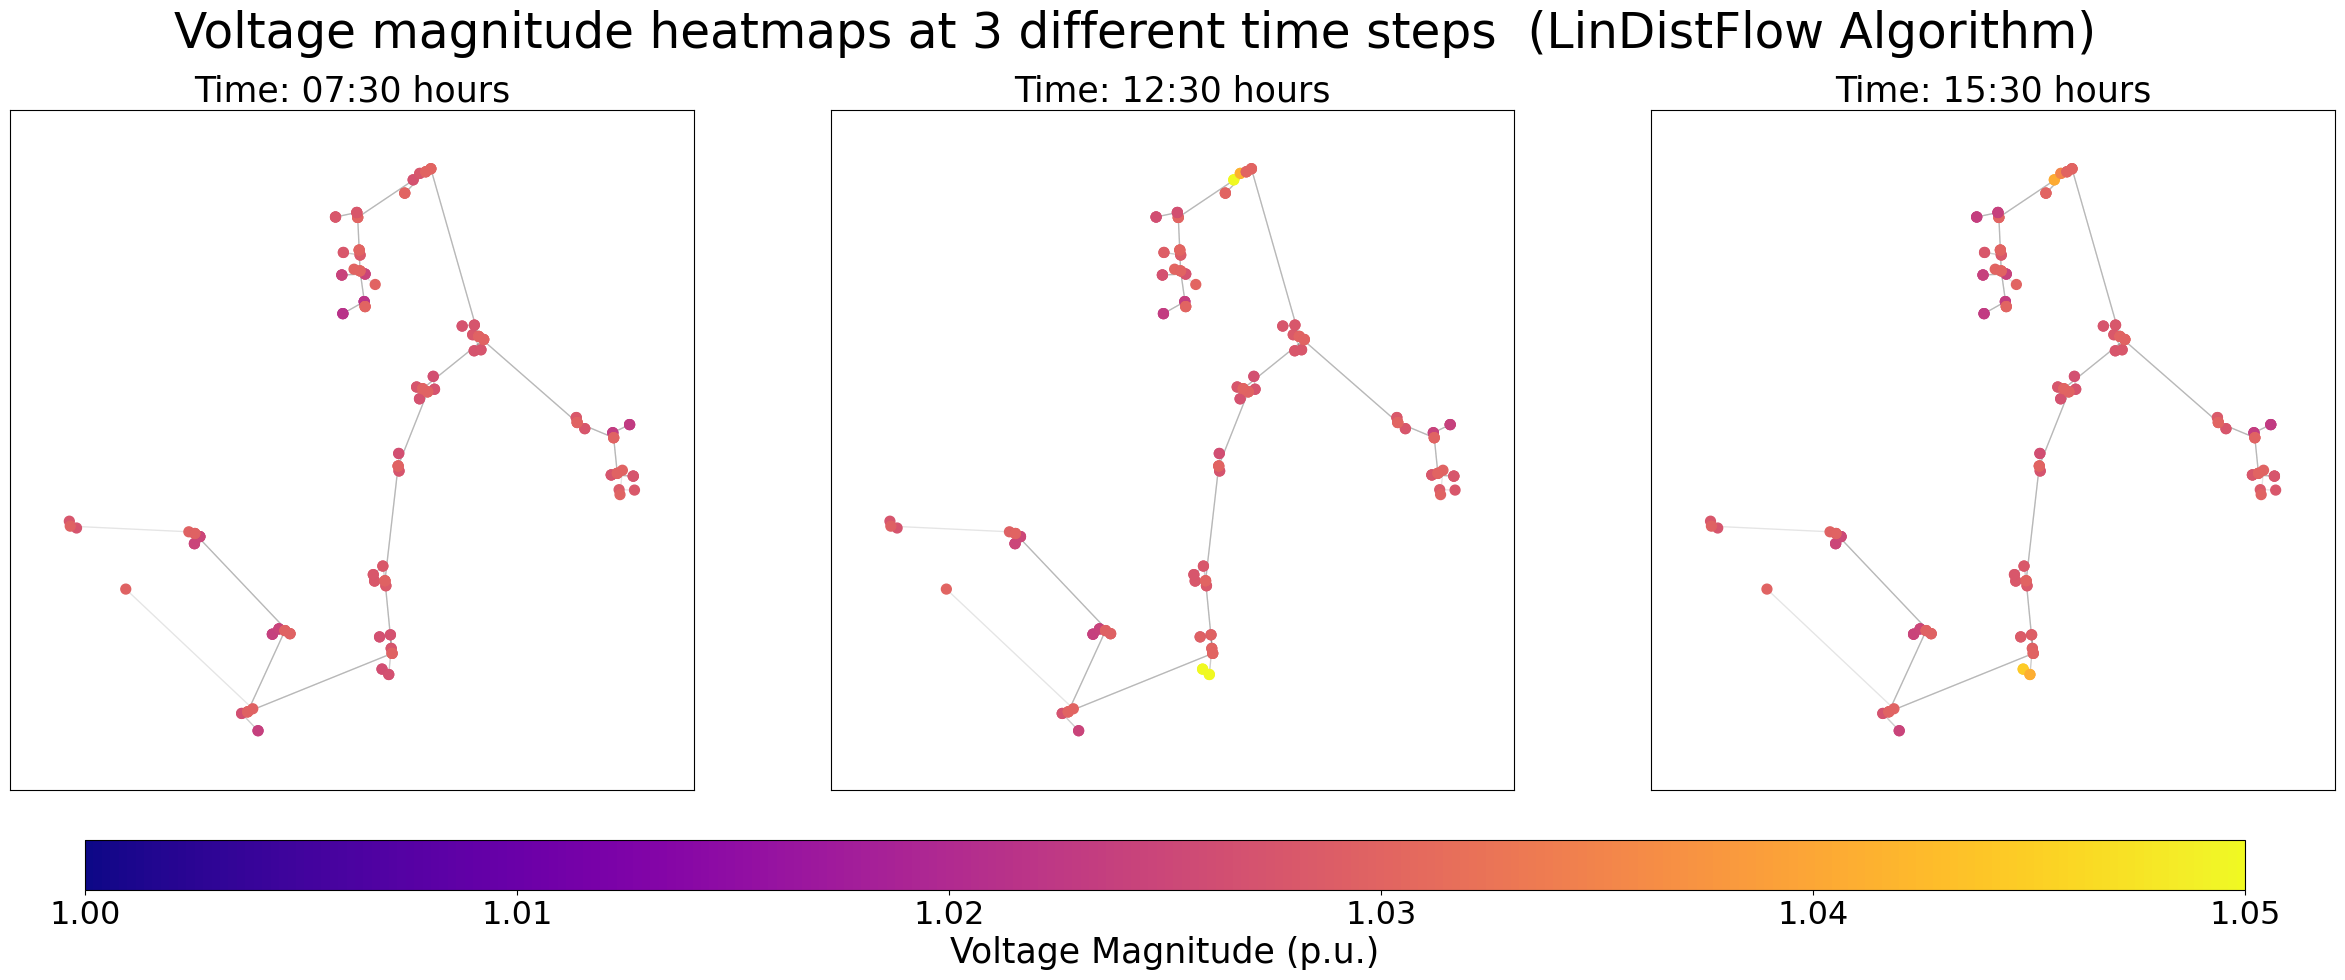 Voltage magnitude heatmaps at 3 different time steps  (LinDistFlow Algorithm)
Time: 07:30 hours
Time: 12:30 hours
Time: 15:30 hours
1.00
1.01
1.02
1.03
1.04
1.05
Voltage Magnitude (p.u.)